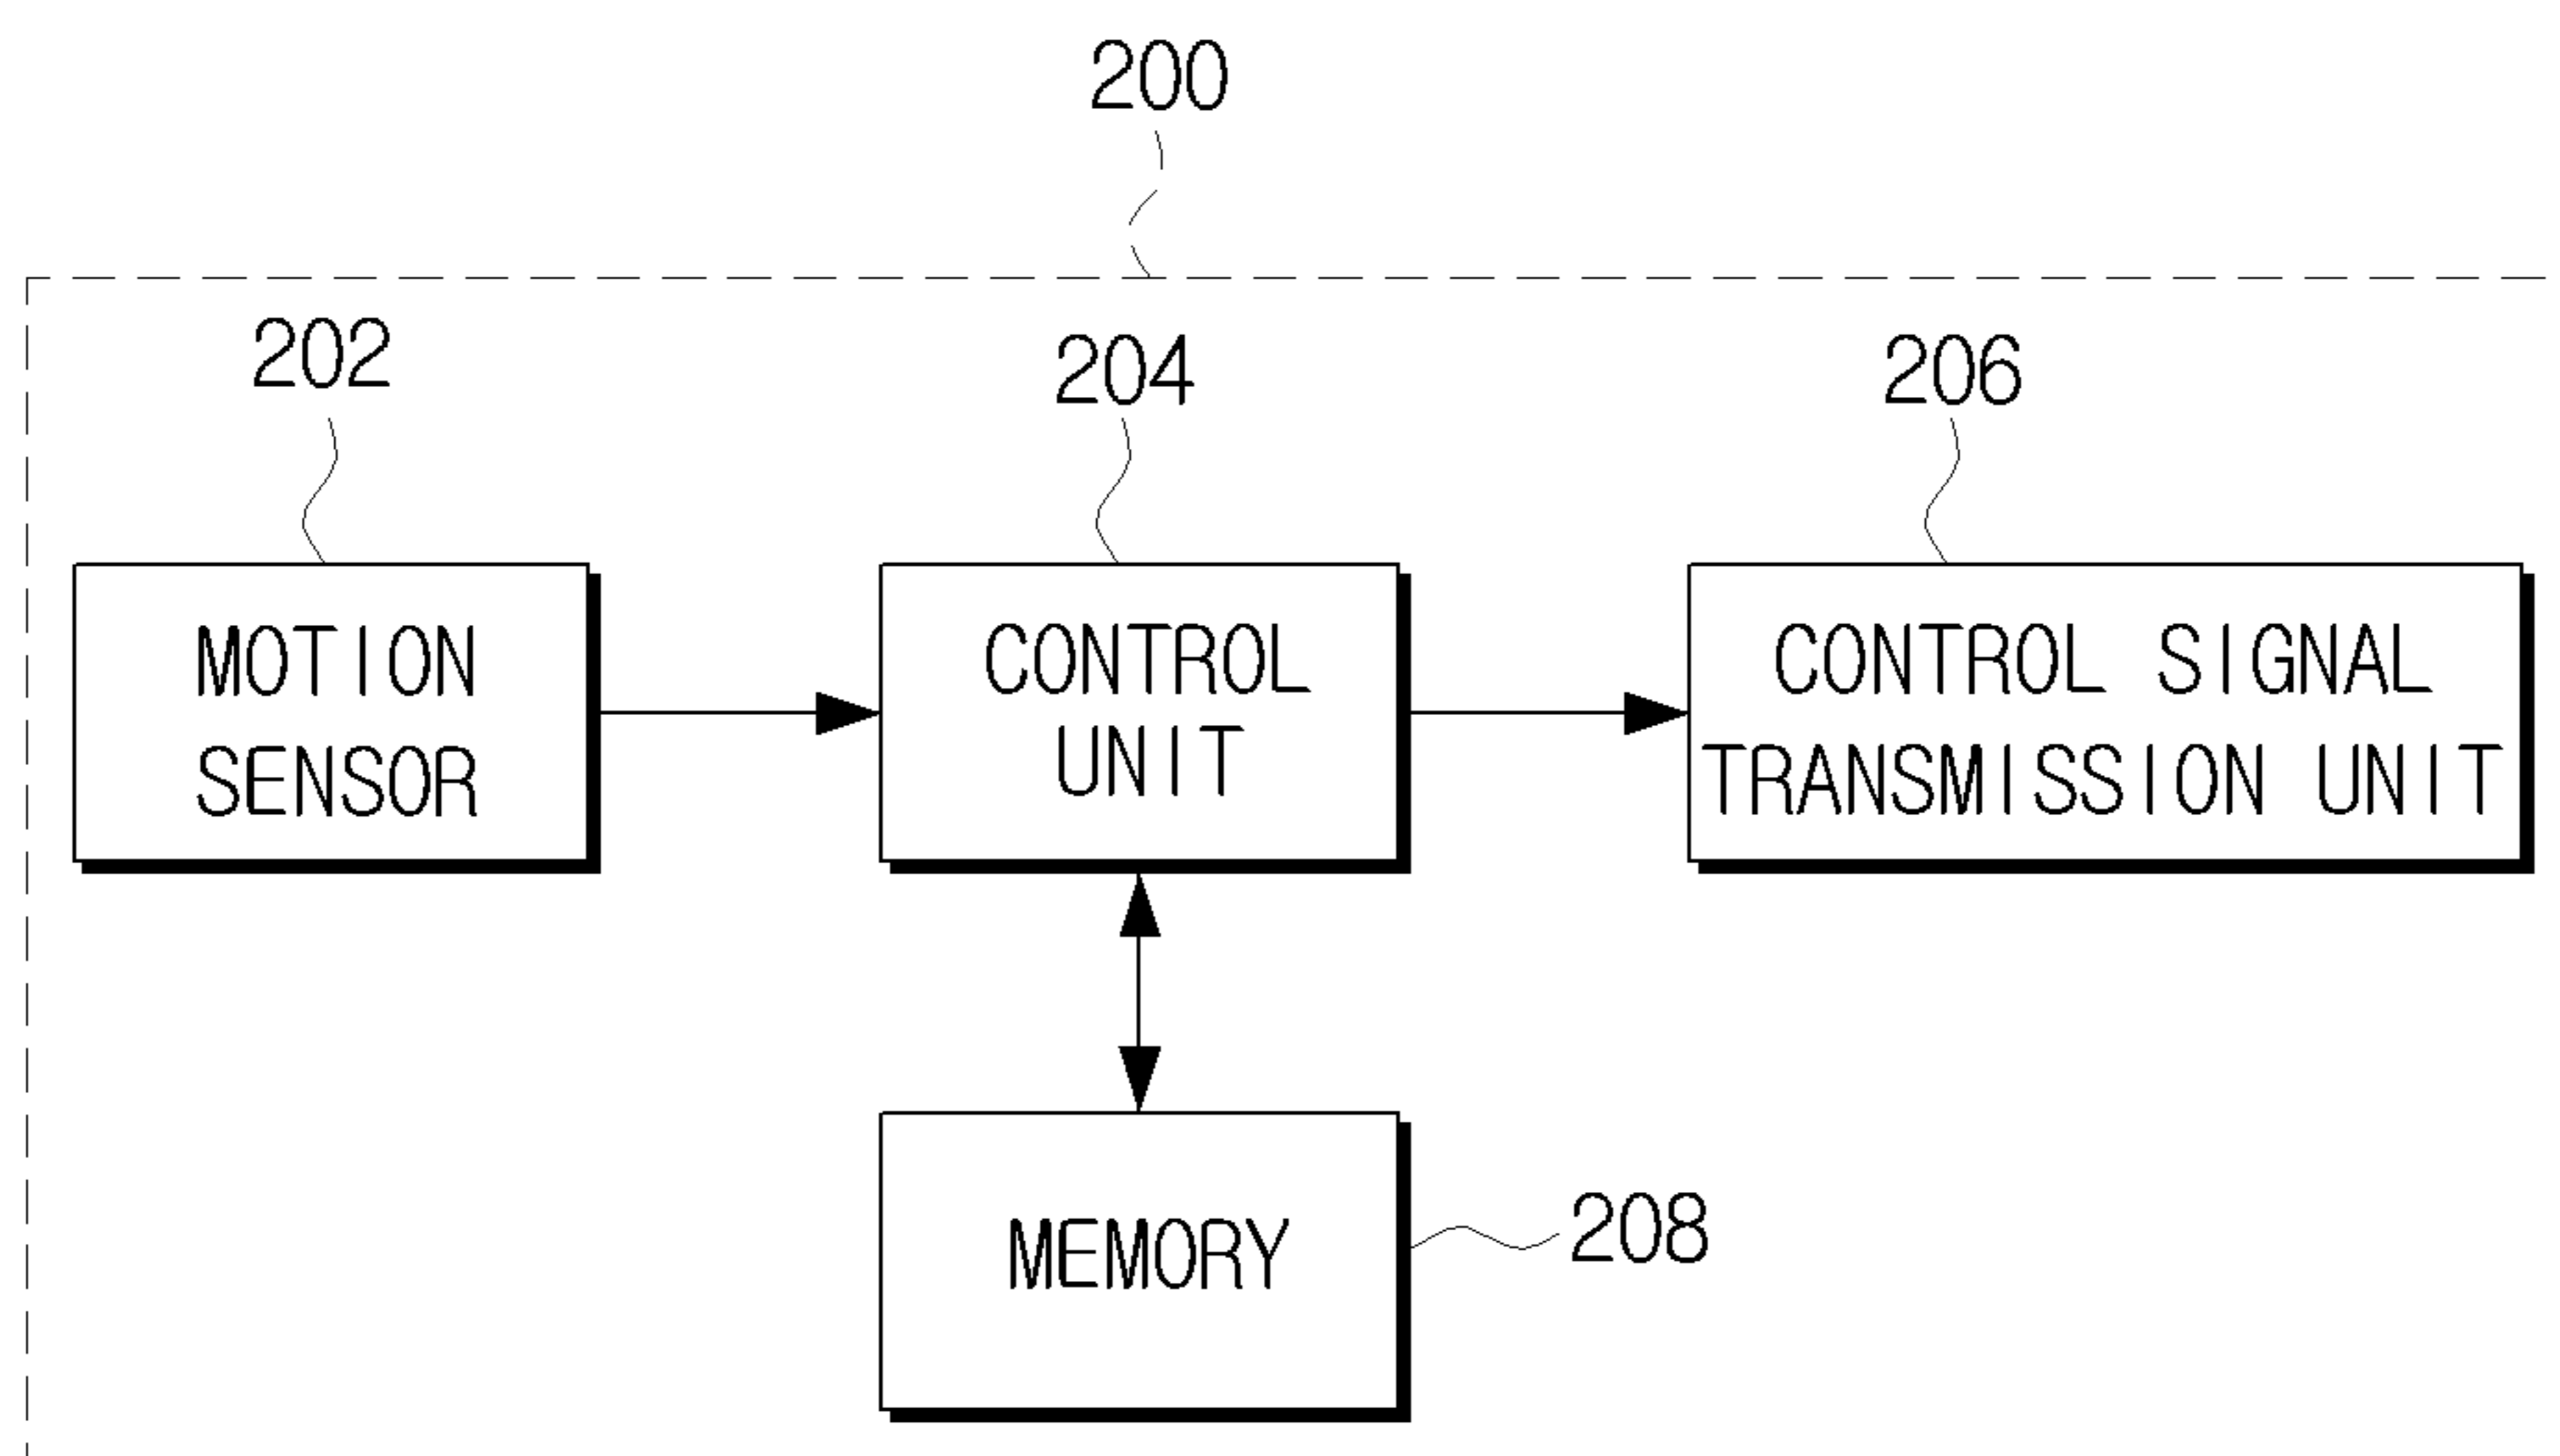 200
202
204
206
MOTION
SENSOR
CONTROL
UNIT
CONTROL SIGNAL
TRANSMISSION UNIT
MEMORY
208